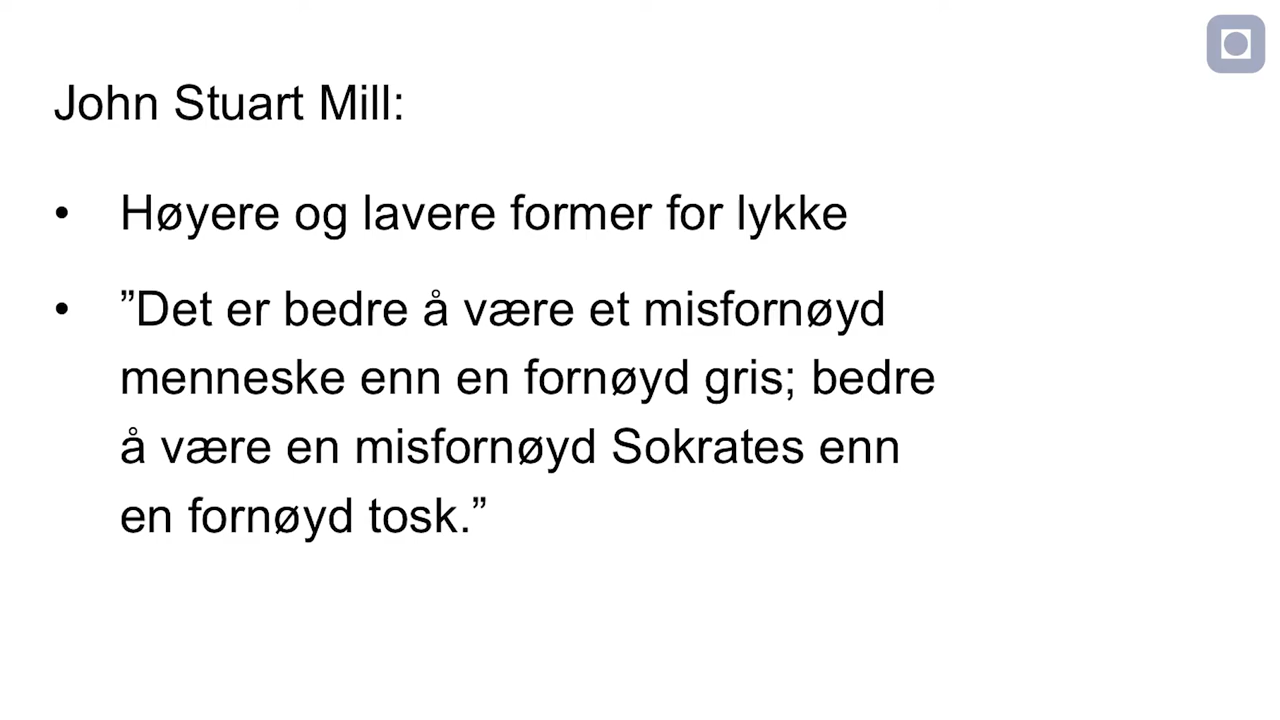 John Stuart Mill:
• Høyere og lavere former for lykke
• ”Det er bedre å være et misfornøyd
menneske enn en fornøyd gris; bedre
å være en misfornøyd Sokrates enn
en fornøyd tosk.”